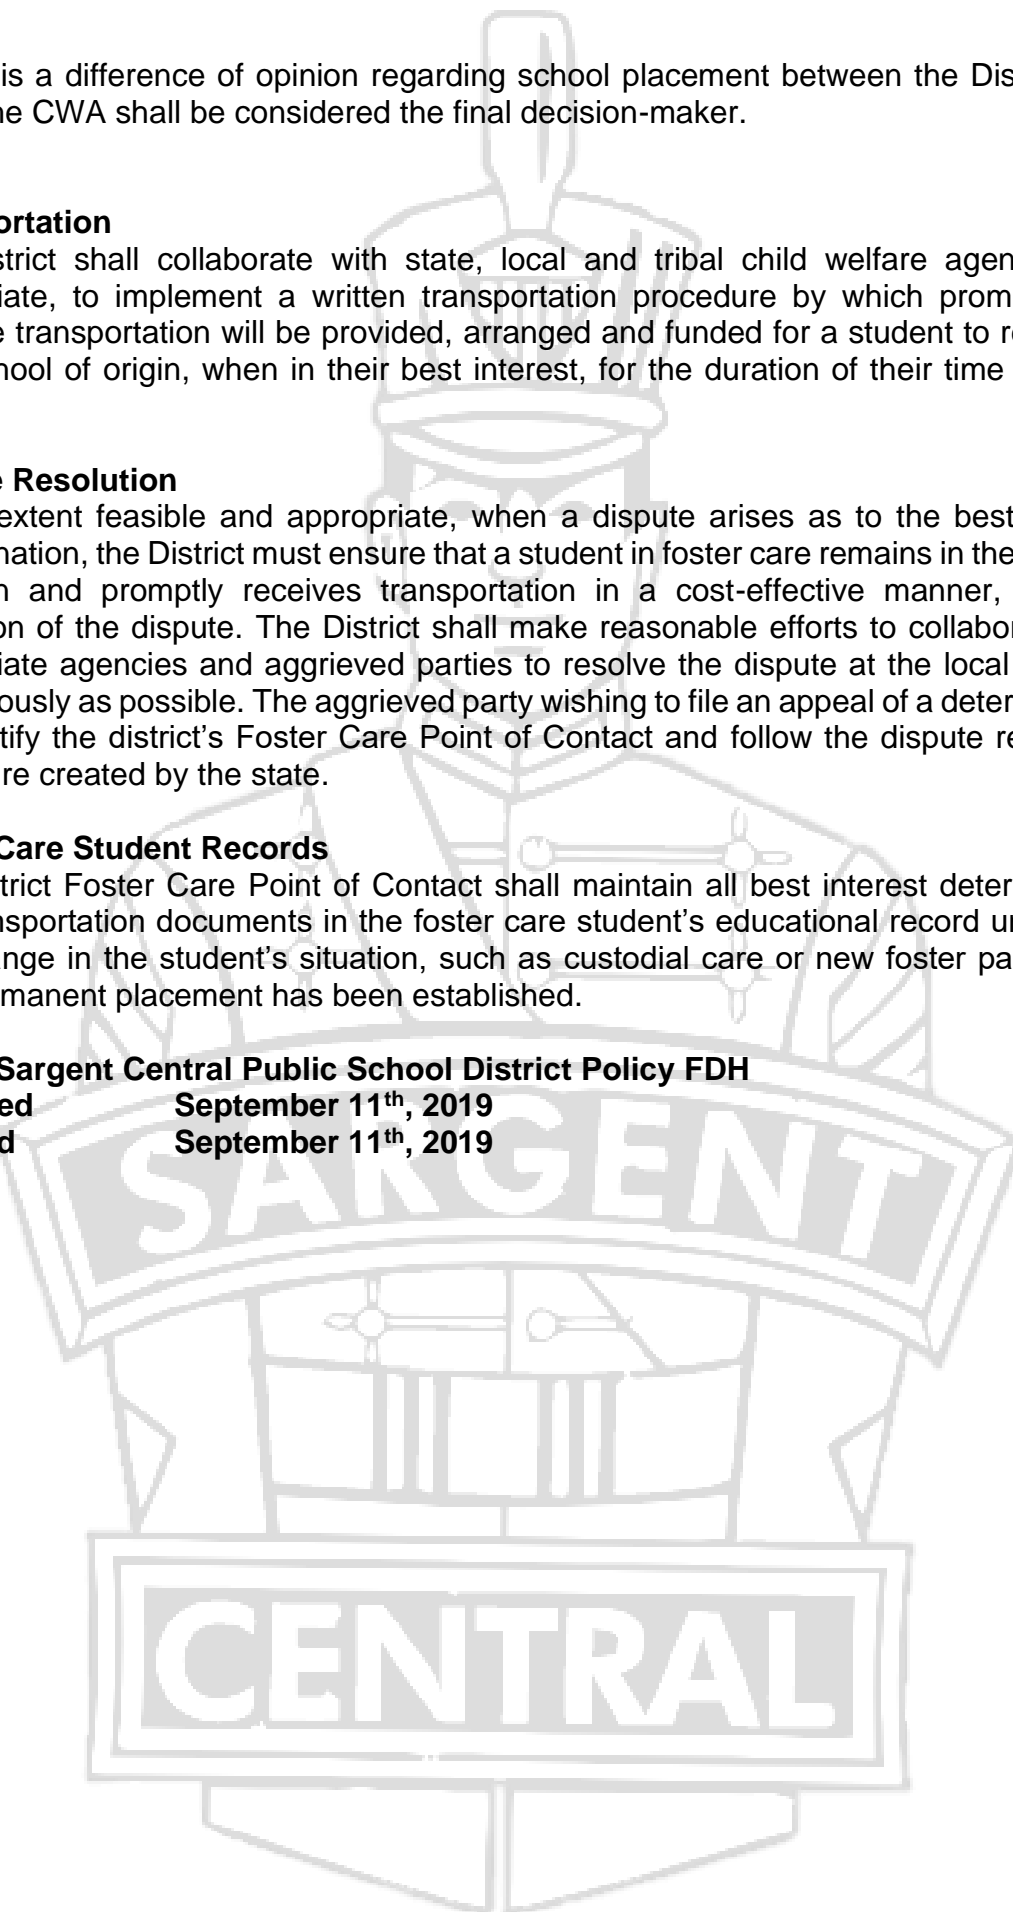 is a difference of opinion regarding school placement between the Dis
ne CWA shall be considered the final decision-maker.
ortation
strict shall collaborate with state, local and tribal child welfare agen
iate, to implement a written transportation procedure by which prom
e transportation will be provided, arranged and funded for a student to re
hool of origin, when in their best interest, for the duration of their time
e Resolution
extent feasible and appropriate, when a dispute arises as to the best
nation, the District must ensure that a student in foster care remains in the
n and promptly receives transportation in a cost-effective manner,
on of the dispute. The District shall make reasonable efforts to collabor
iate agencies and aggrieved parties to resolve the dispute at the local
ously as possible. The aggrieved party wishing to file an appeal of a deter
tify the district's Foster Care Point of Contact and follow the dispute re
re created by the state.
Care Student Records
trict Foster Care Point of Contact shall maintain all best interest deter
nsportation documents in the foster care student's educational record un
nge in the student's situation, such as custodial care or new foster pa
manent placement has been established.
Sargent Central Public School District Policy FDH
ed September 11th, 2019
d September 11th, 2019
SARGENT
CENTRAL